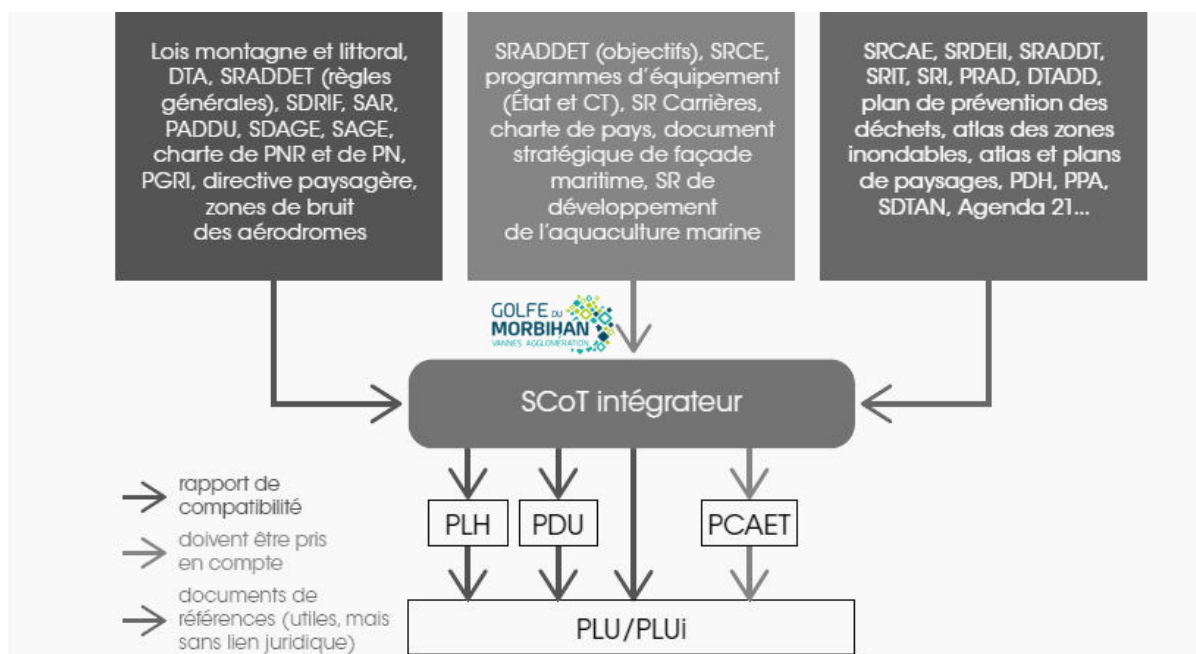 Lois montagne et littoral,
DTA, SRADDET (règles
générales), SDRIF, SAR,
PADDU, SDAGE, SAGE,
charte de PNR et de PN,
PGRI, directive paysagère,
zones de bruit
des aérodromes
SRADDET (objectifs), SRCE,
programmes d'équipement
(État et CT), SR Carrières,
charte de pays, document
stratégique de façade
maritime, SR de
développement
de l'aquaculture marine
SRCAE, SRDEII, SRADDT,
SRIT, SRI, PRAD, DTADD,
plan de prévention des
déchets, atlas des zones
inondables, atlas et plans
de paysages, PDH, PPA,
SDTAN, Agenda 21...
GOLFE DU
MORBIHAN
VANNES AGGLOMÉRATION
SCoT intégrateur
rapport de
compatibilité
doivent être pris
en compte
documents de
références (utiles, mais
sans lien juridique)
PLH
PDU
PCAET
PLU/PLUi